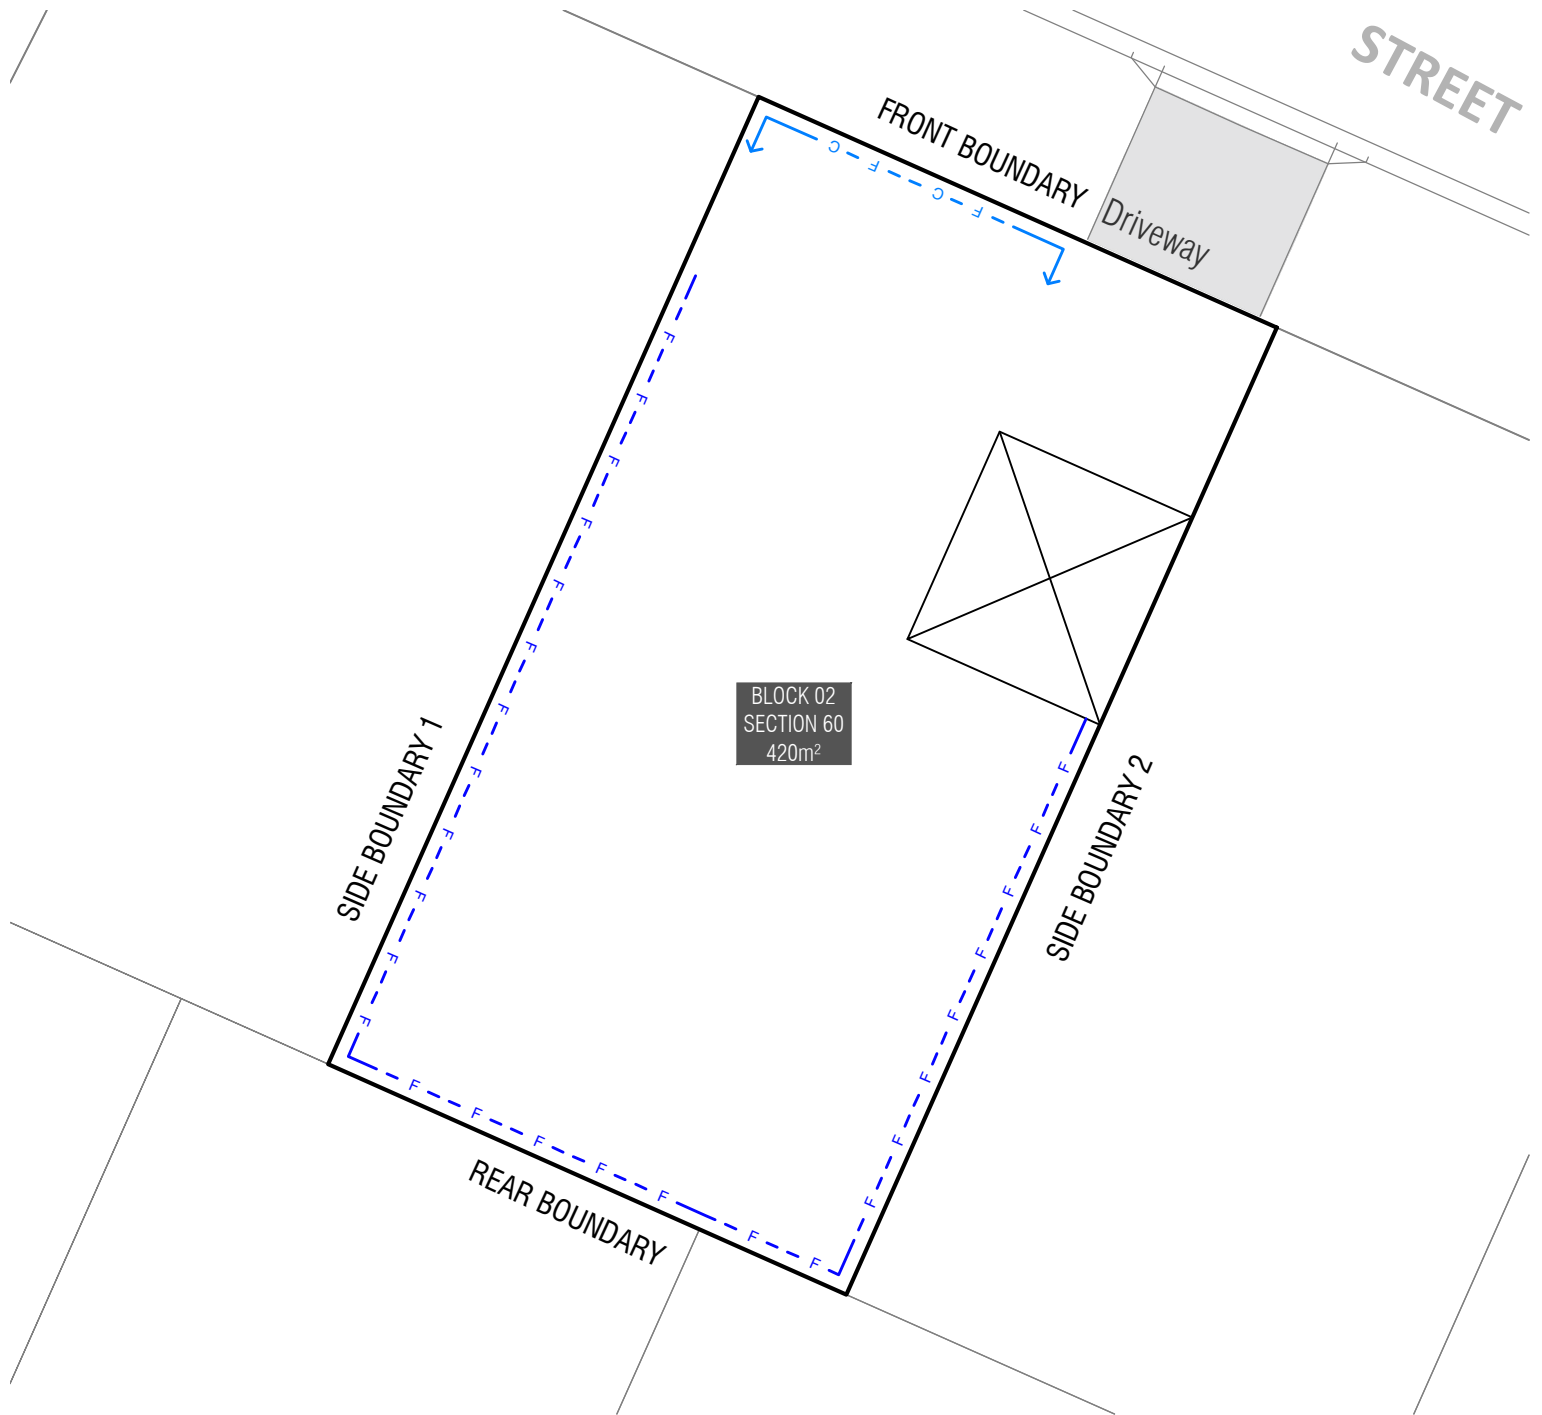 STREET
FRONT BOUNDARY
Driveway
C F C F
F F F F F F F F F F F F
BLOCK 02
SECTION 60
420m²
SIDE BOUNDARY 1
SIDE BOUNDARY 2
F F F F F F F F
F F F F F F F
REAR BOUNDARY